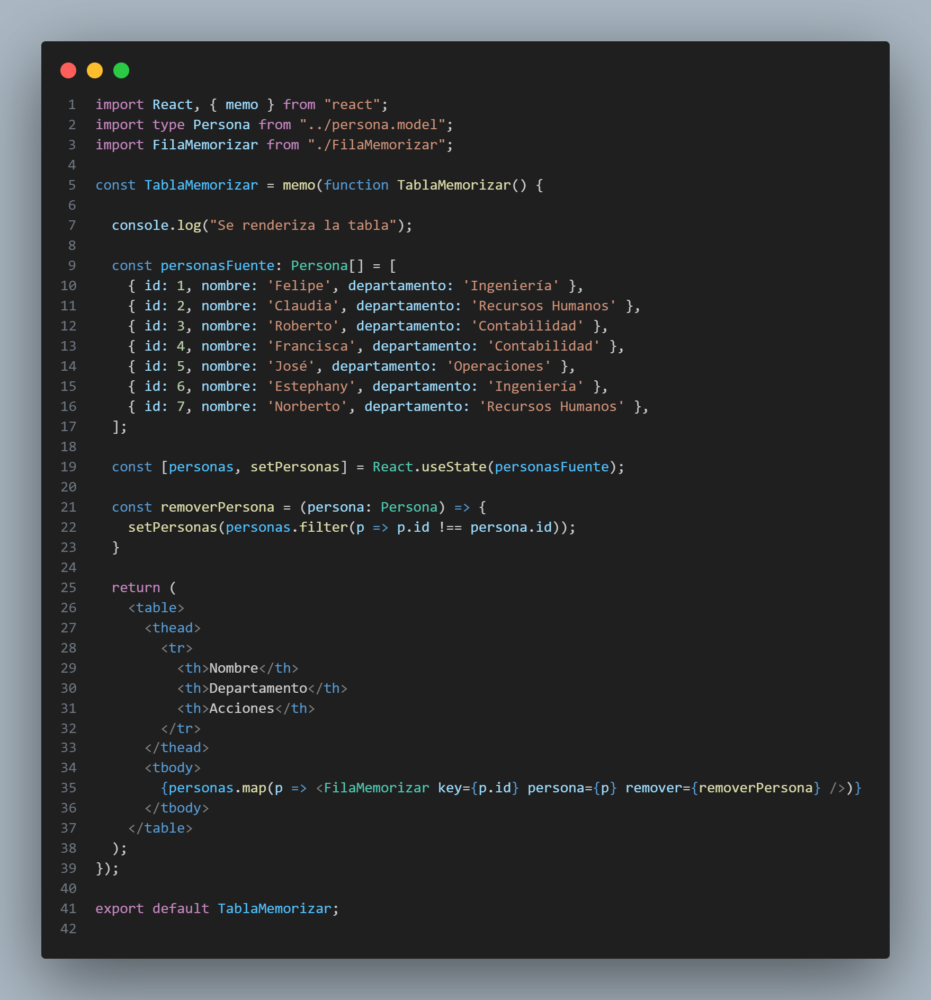 1 import React, { memo } from "react";
2 import type Persona from "../persona.model";
3 import FilaMemorizar from "./FilaMemorizar";
4
5 const TablaMemorizar = memo(function TablaMemorizar() {
6
7   console.log("Se renderiza la tabla");
8
9   const personasFuente: Persona[] = [
10     { id: 1, nombre: 'Felipe', departamento: 'Ingeniería' },
11     { id: 2, nombre: 'Claudia', departamento: 'Recursos Humanos' },
12     { id: 3, nombre: 'Roberto', departamento: 'Contabilidad' },
13     { id: 4, nombre: 'Francisca', departamento: 'Contabilidad' },
14     { id: 5, nombre: 'José', departamento: 'Operaciones' },
15     { id: 6, nombre: 'Estephany', departamento: 'Ingeniería' },
16     { id: 7, nombre: 'Norberto', departamento: 'Recursos Humanos' },
17   ];
18
19   const [personas, setPersonas] = React.useState(personasFuente);
20
21   const removerPersona = (persona: Persona) => {
22     setPersonas(personas.filter(p => p.id !== persona.id));
23   }
24
25   return (
26     <table>
27       <thead>
28         <tr>
29           <th>Nombre</th>
30           <th>Departamento</th>
31           <th>Acciones</th>
32         </tr>
33       </thead>
34       <tbody>
35         {personas.map(p => <FilaMemorizar key={p.id} persona={p} remover={removerPersona} />)}
36       </tbody>
37     </table>
38   );
39 });
40
41 export default TablaMemorizar;
42